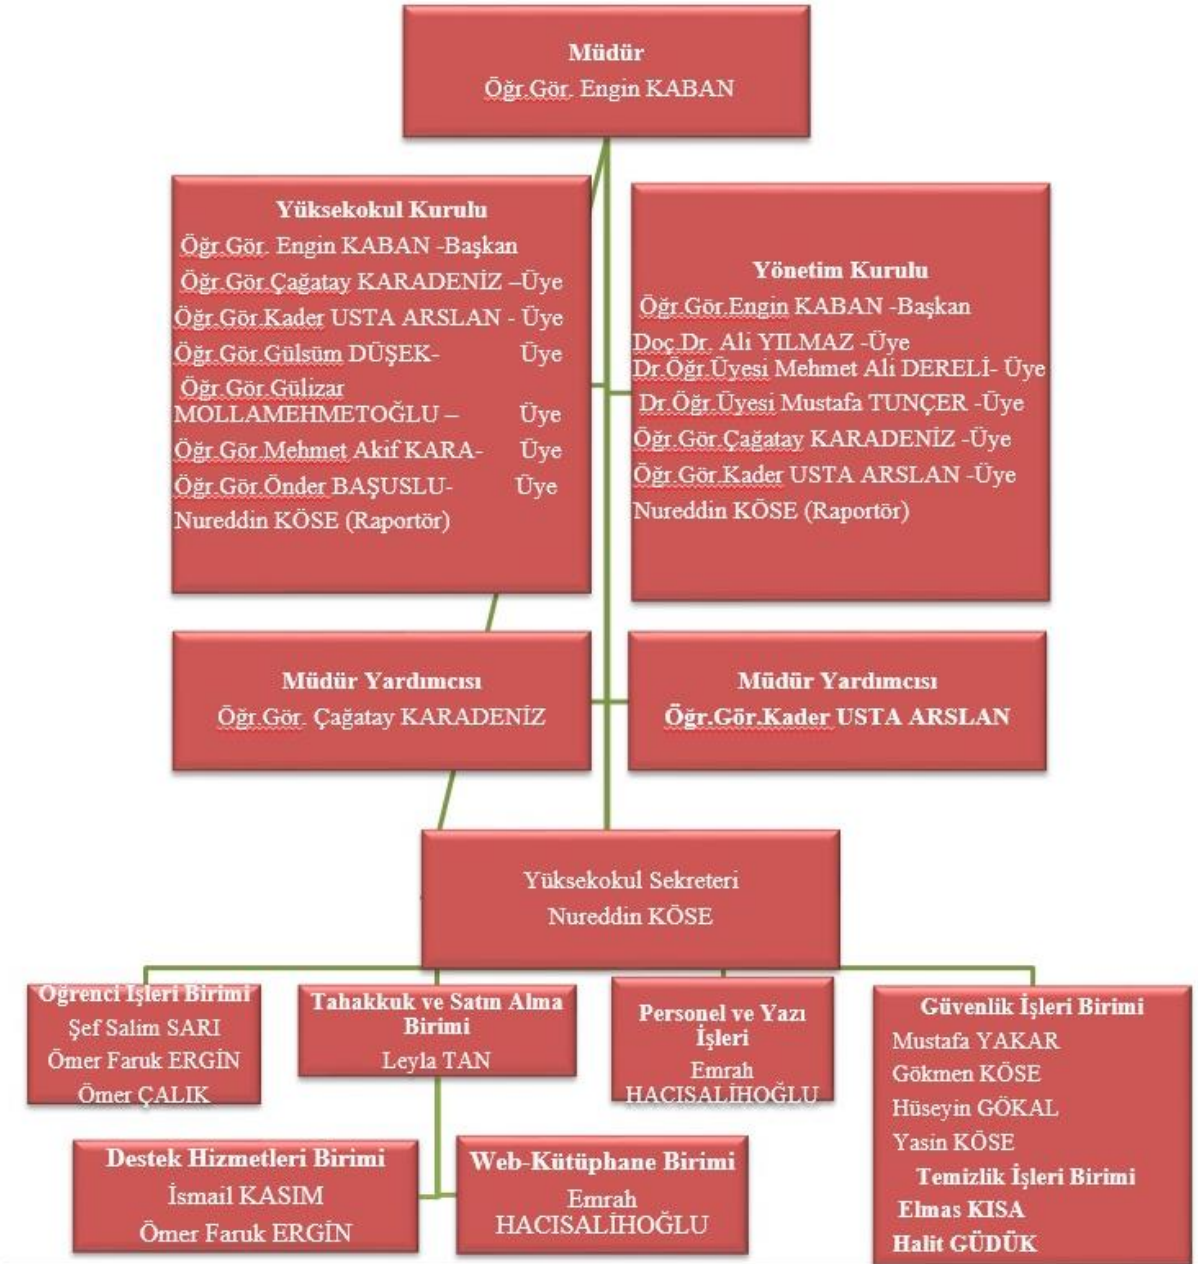 Müdür
Öğr.Gör. Engin KABAN
Yüksekokul Kurulu
Öğr.Gör. Engin KABAN -Başkan
Öğr.Gör.Çağatay KARADENİZ –Üye
Öğr.Gör.Kader USTA ARSLAN - Üye
Öğr.Gör.Gülsüm DÜŞEK- Üye
Öğr.Gör.Gülizar
MOLLAMEHMETOĞLU – Üye
Öğr.Gör.Mehmet Akif KARA- Üye
Öğr.Gör.Önder BAŞUSLU- Üye
Nureddin KÖSE (Raportör)
Yönetim Kurulu
Öğr.Gör.Engin KABAN -Başkan
Doç.Dr. Ali YILMAZ -Üye
Dr.Öğr.Üyesi Mehmet Ali DERELİ- Üye
Dr.Öğr.Üyesi Mustafa TUNÇER -Üye
Öğr.Gör.Çağatay KARADENİZ -Üye
Öğr.Gör.Kader USTA ARSLAN -Üye
Nureddin KÖSE (Raportör)
Müdür Yardımcısı
Öğr.Gör. Çağatay KARADENİZ
Müdür Yardımcısı
Öğr.Gör.Kader USTA ARSLAN
Yüksekokul Sekreteri
Nureddin KÖSE
Öğrenci İşleri Birimi
Şef Salim SARI
Ömer Faruk ERGİN
Ömer ÇALIK
Tahakkuk ve Satın Alma
Birimi
Leyla TAN
Personel ve Yazı
İşleri
Emrah
HACISALİHOĞLU
Güvenlik İşleri Birimi
Mustafa YAKAR
Gökmen KÖSE
Hüseyin GÖKAL
Yasin KÖSE
Temizlik İşleri Birimi
Elmas KISA
Halit GÜDÜK
Destek Hizmetleri Birimi
İsmail KASIM
Ömer Faruk ERGİN
Web-Kütüphane Birimi
Emrah
HACISALİHOĞLU